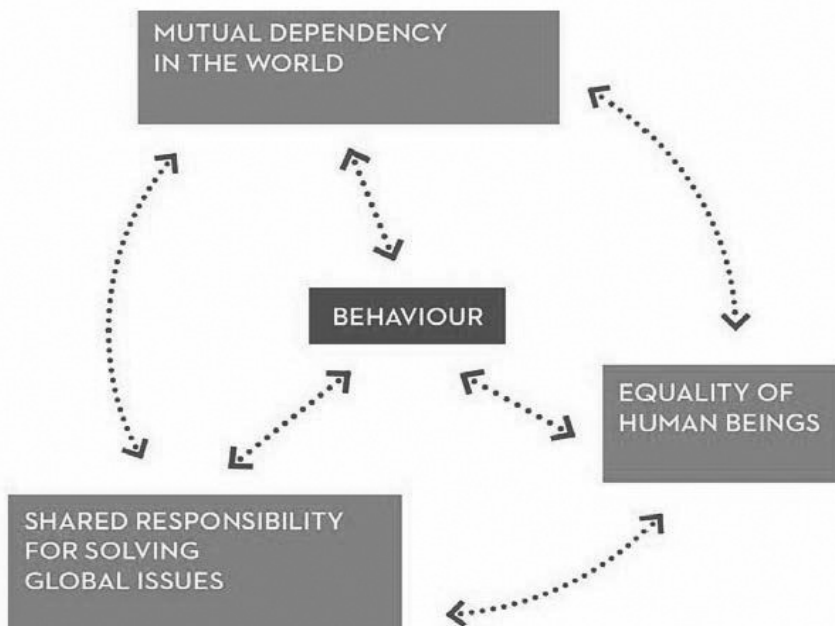 MUTUAL DEPENDENCY
IN THE WORLD
BEHAVIOUR
EQUALITY OF
HUMAN BEINGS
SHARED RESPONSIBILITY
FOR SOLVING
GLOBAL ISSUES